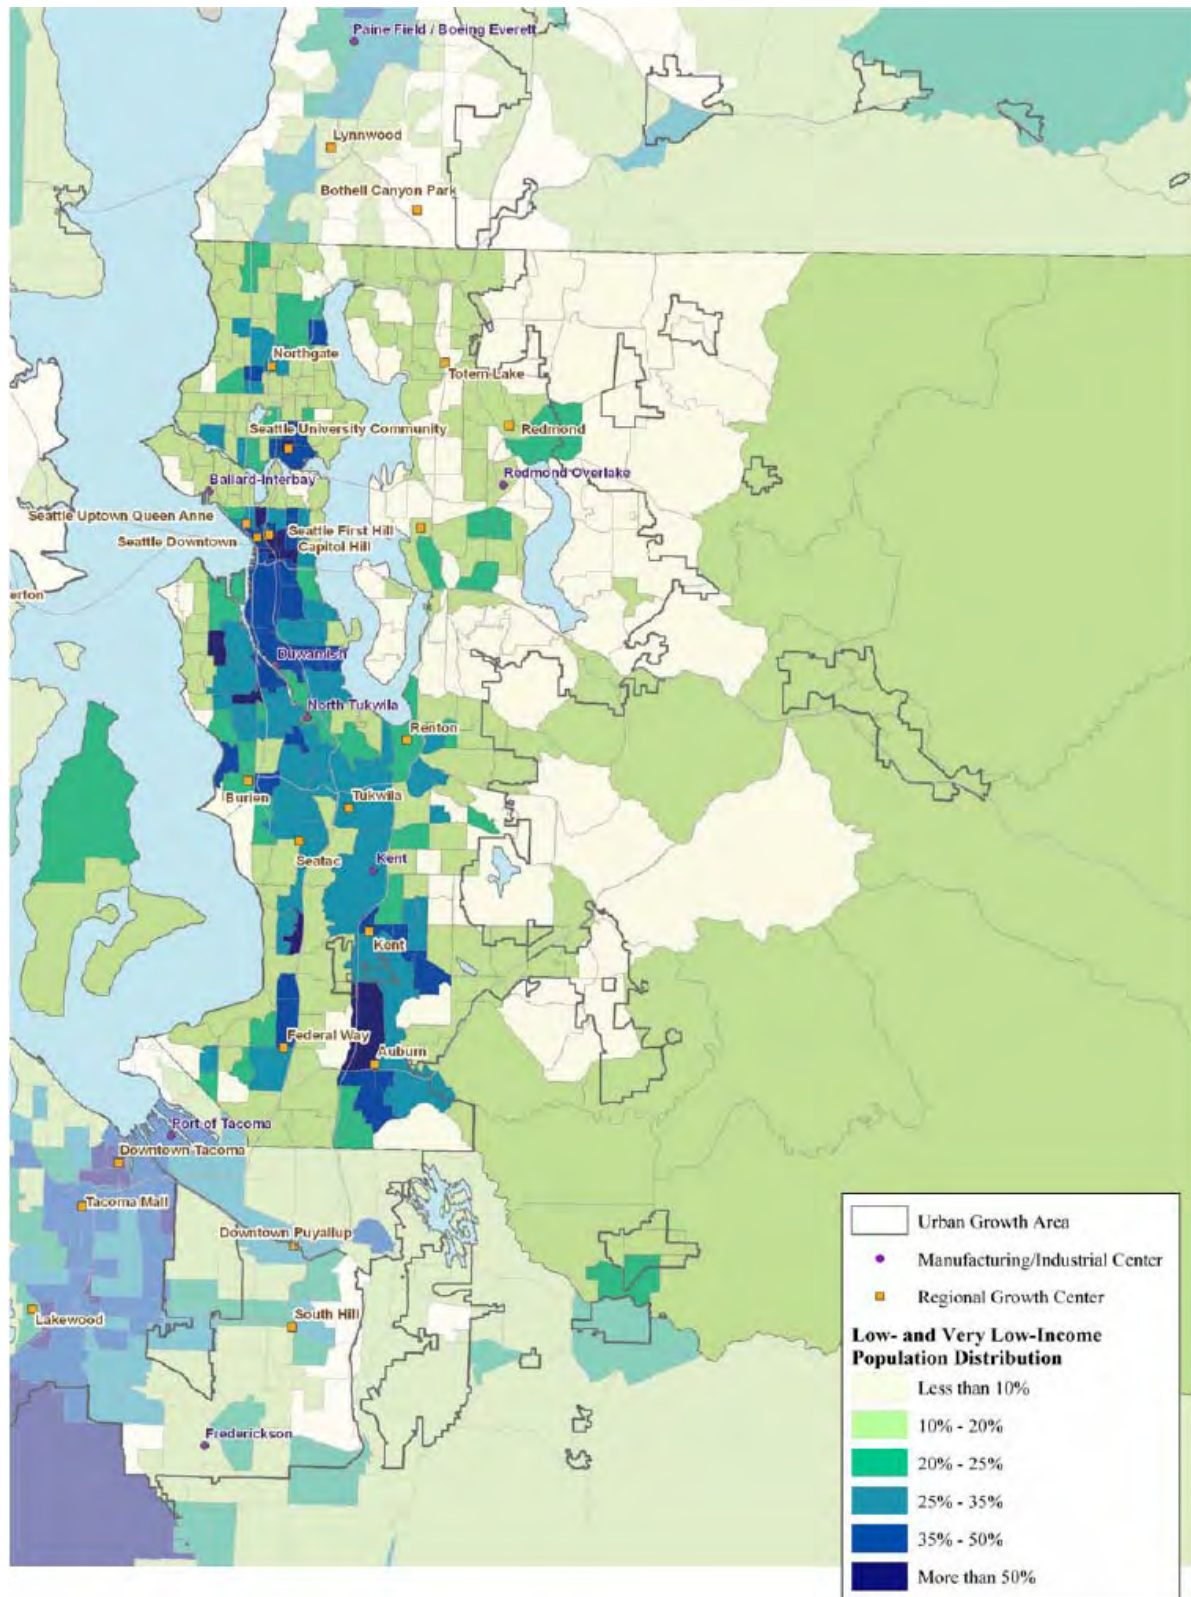 Paine Field / Boeing Everett
Lynnwood
Bothell Canyon Park
Northgate
Totem Lake
Seattle University Community
Redmond
Ballard-Interbay
Redmond Overlake
Seattle Uptown Queen Anne
Seattle First Hill
Capitol Hill
Seattle Downtown
erton
Duwamish
North Tukwila
Renton
Burien
Tukwila
Seatac
Kent
Kent
Federal Way
Auburn
Port of Tacoma
Downtown Tacoma
Tacoma Mall
Downtown Puyallup
Lakewood
South Hill
Frederickson
Urban Growth Area
Manufacturing/Industrial Center
Regional Growth Center
Low- and Very Low-Income
Population Distribution
Less than 10%
10% - 20%
20% - 25%
25% - 35%
35% - 50%
More than 50%